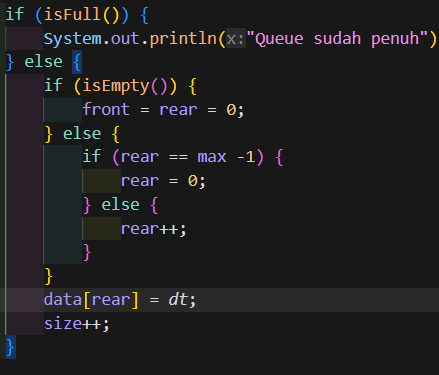 if (isFull()) {
    System.out.println(x:"Queue sudah penuh")
} else {
    if (isEmpty()) {
        front = rear = 0;
    } else {
        if (rear == max -1) {
            rear = 0;
        } else {
            rear++;
        }
    }
    data[rear] = dt;
    size++;
}